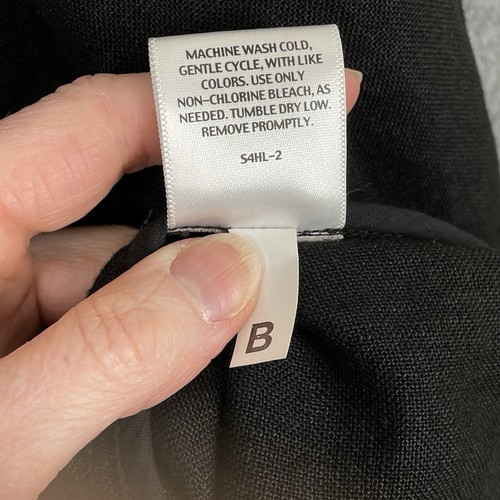 MACHINE WASH COLD,
GENTLE CYCLE, WITH LIKE
COLORS. USE ONLY
NON-CHLORINE BLEACH, AS
NEEDED. TUMBLE DRY LOW.
REMOVE PROMPTLY.
S4HL-2
B